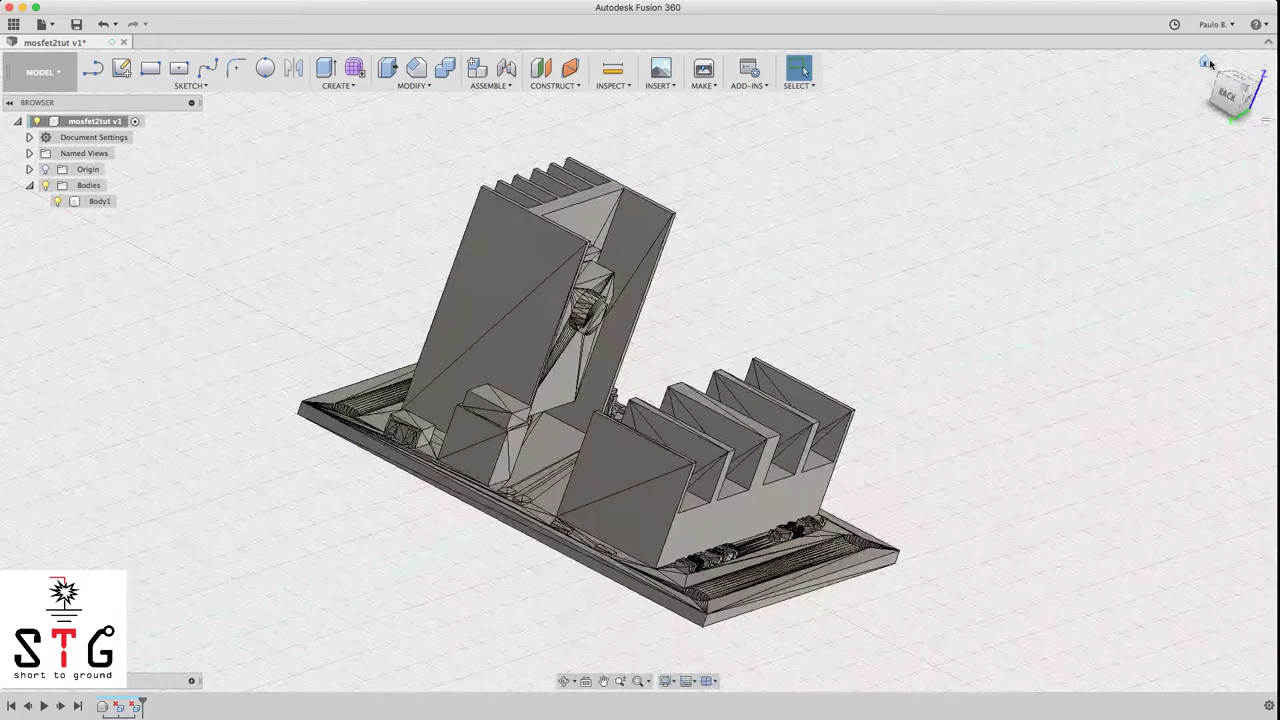 Autodesk Fusion 360
Paulo B.
mosfet2tut v1*
MODEL
SKETCH
CREATE
MODIFY
ASSEMBLE
CONSTRUCT
INSPECT
INSERT
MAKE
ADD-INS
SELECT
BROWSER
mosfet2tut v1
Document Settings
Named Views
Origin
Bodies
Body1
BACK
Z
STG
short to ground